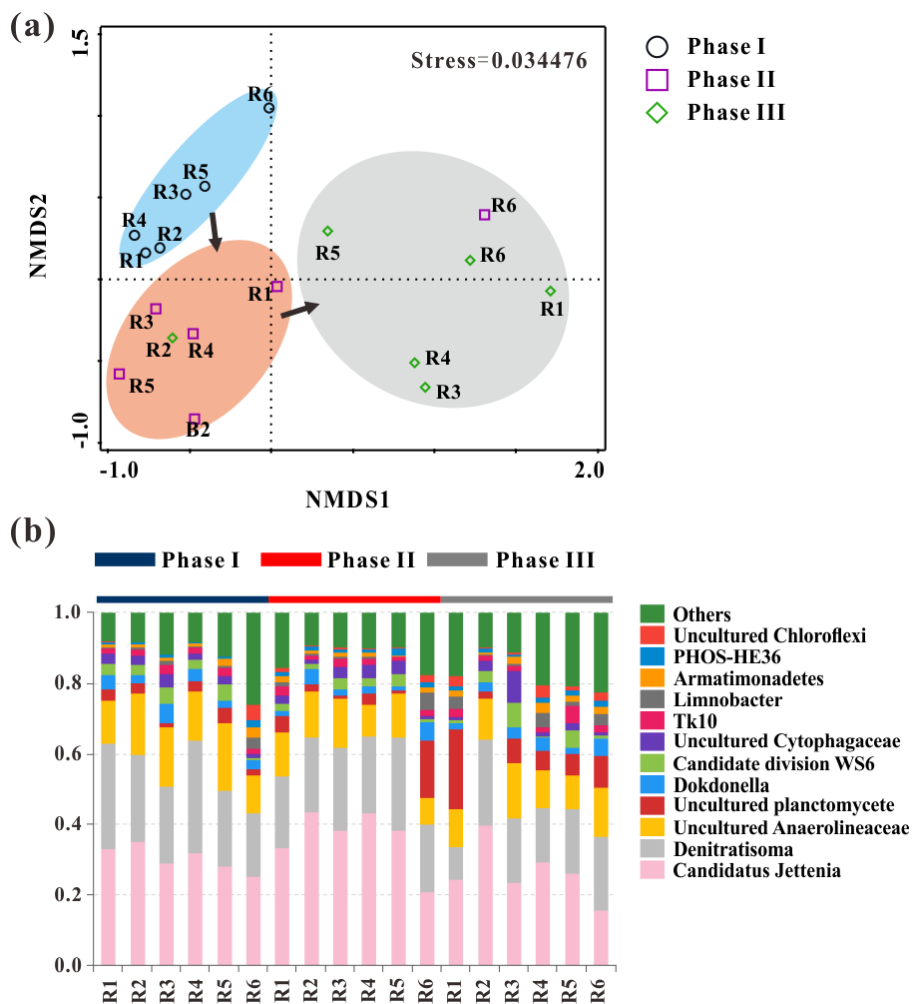 (a)
1.5
Stress=0.034476
Phase I
Phase II
Phase III
R6
R5
R3
R4
R2
R1
R6
R5
R6
R1
R1
R3
R2
R4
R4
R3
R5
B2
NMDS2
-1.0
-1.0
2.0
NMDS1
(b)
Phase I
Phase II
Phase III
1.0
0.8
0.6
0.4
0.2
0.0
Others
Uncultured Chloroflexi
PHOS-HE36
Armatimonadetes
Limnobacter
Tk10
Uncultured Cytophagaceae
Candidate division WS6
Dokdonella
Uncultured planctomycete
Uncultured Anaerolineaceae
Denitratisoma
Candidatus Jettenia
R1 R2 R3 R4 R5 R6 R1 R2 R3 R4 R5 R6 R1 R2 R3 R4 R5 R6